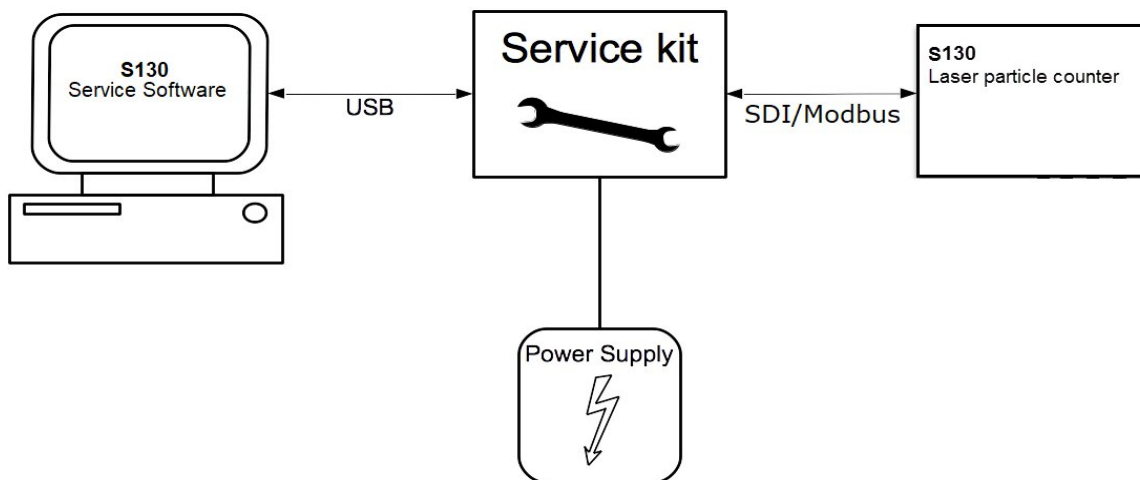 S130
Service Software
USB
Service kit
SDI/Modbus
S130
Laser particle counter
Power Supply